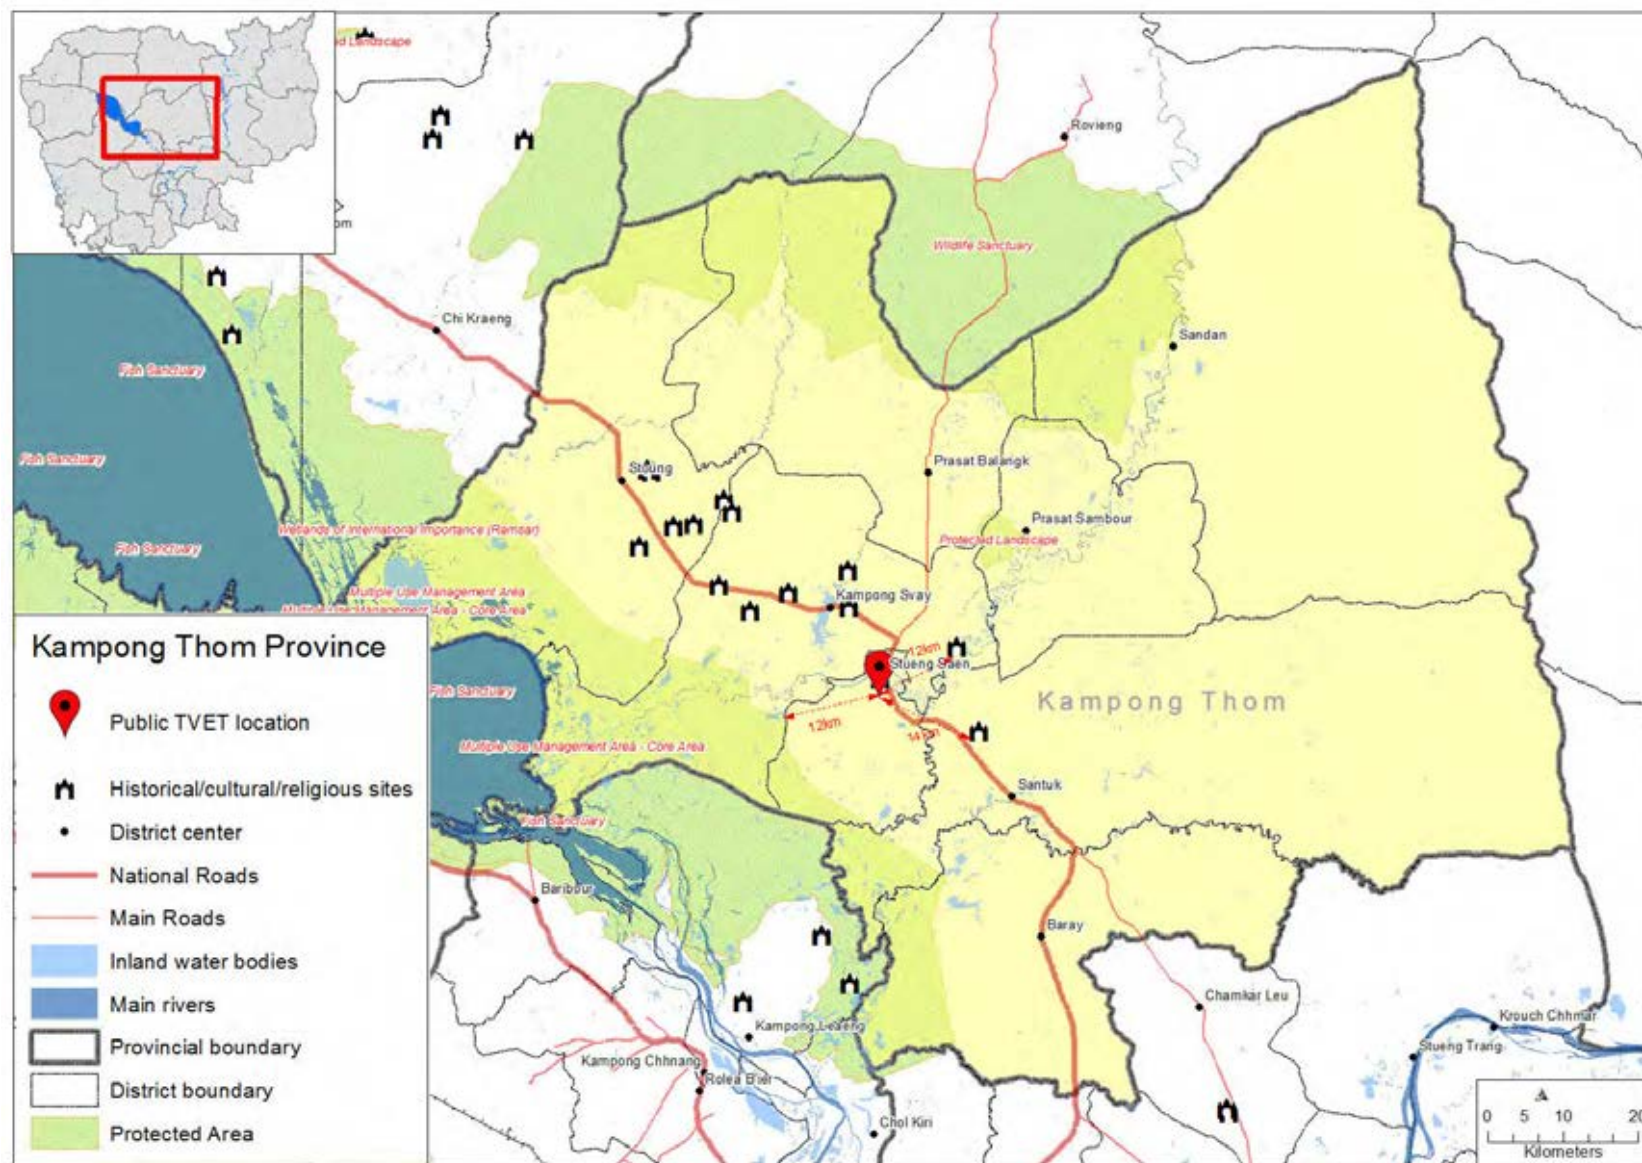 ed Landscape
om
Rovieng
Wildlife Sanctuary
Chi Kraeng
Sandan
Fish Sanctuary
Fish Sanctuary
Stoung
Prasat Balangk
Wetlands of International Importance (Ramsar)
Prasat Sambour
Protected Landscape
Fish Sanctuary
Multiple Use Management Area
Multiple Use Management Area - Core Area
Kampong Svay
12km
Stueng Saen
Fish Sanctuary
Kampong Thom
12km
14km
Multiple Use Management Area - Core Area
Santuk
Fish Sanctuary
Baribour
Baray
Chamkar Leu
Krouch Chhmar
Kampong Leaeng
Stueng Trang
Kampong Chhnang
Rolea B'ier
Chol Kiri
Kampong Thom Province
Public TVET location
Historical/cultural/religious sites
District center
National Roads
Main Roads
Inland water bodies
Main rivers
Provincial boundary
District boundary
Protected Area
0 5 10 20
Kilometers